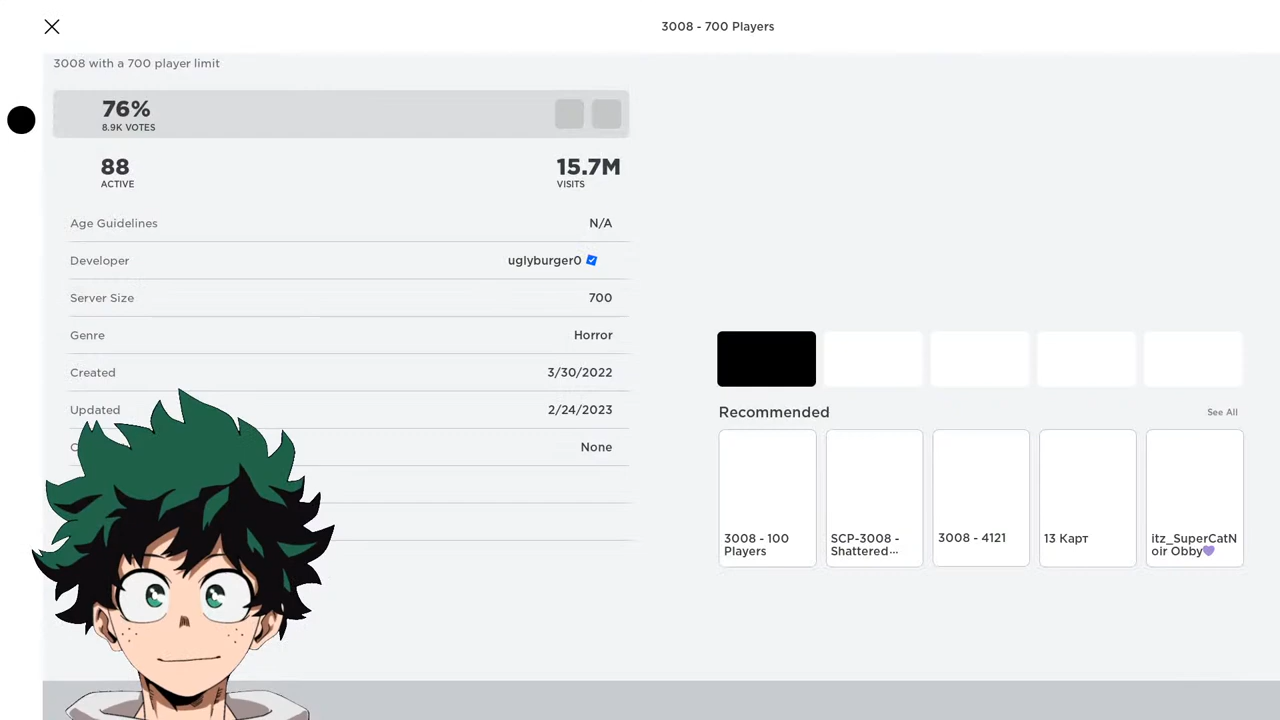 3008 - 700 Players
3008 with a 700 player limit
76%
8.9K VOTES
88
ACTIVE
15.7M
VISITS
Age Guidelines
N/A
Developer
uglyburger0
Server Size
700
Genre
Horror
Created
3/30/2022
Updated
2/24/2023
None
Recommended
See All
3008 - 100
Players
SCP-3008 -
Shattered...
3008 - 4121
13 Карт
itz_SuperCatN
oir Obby💜